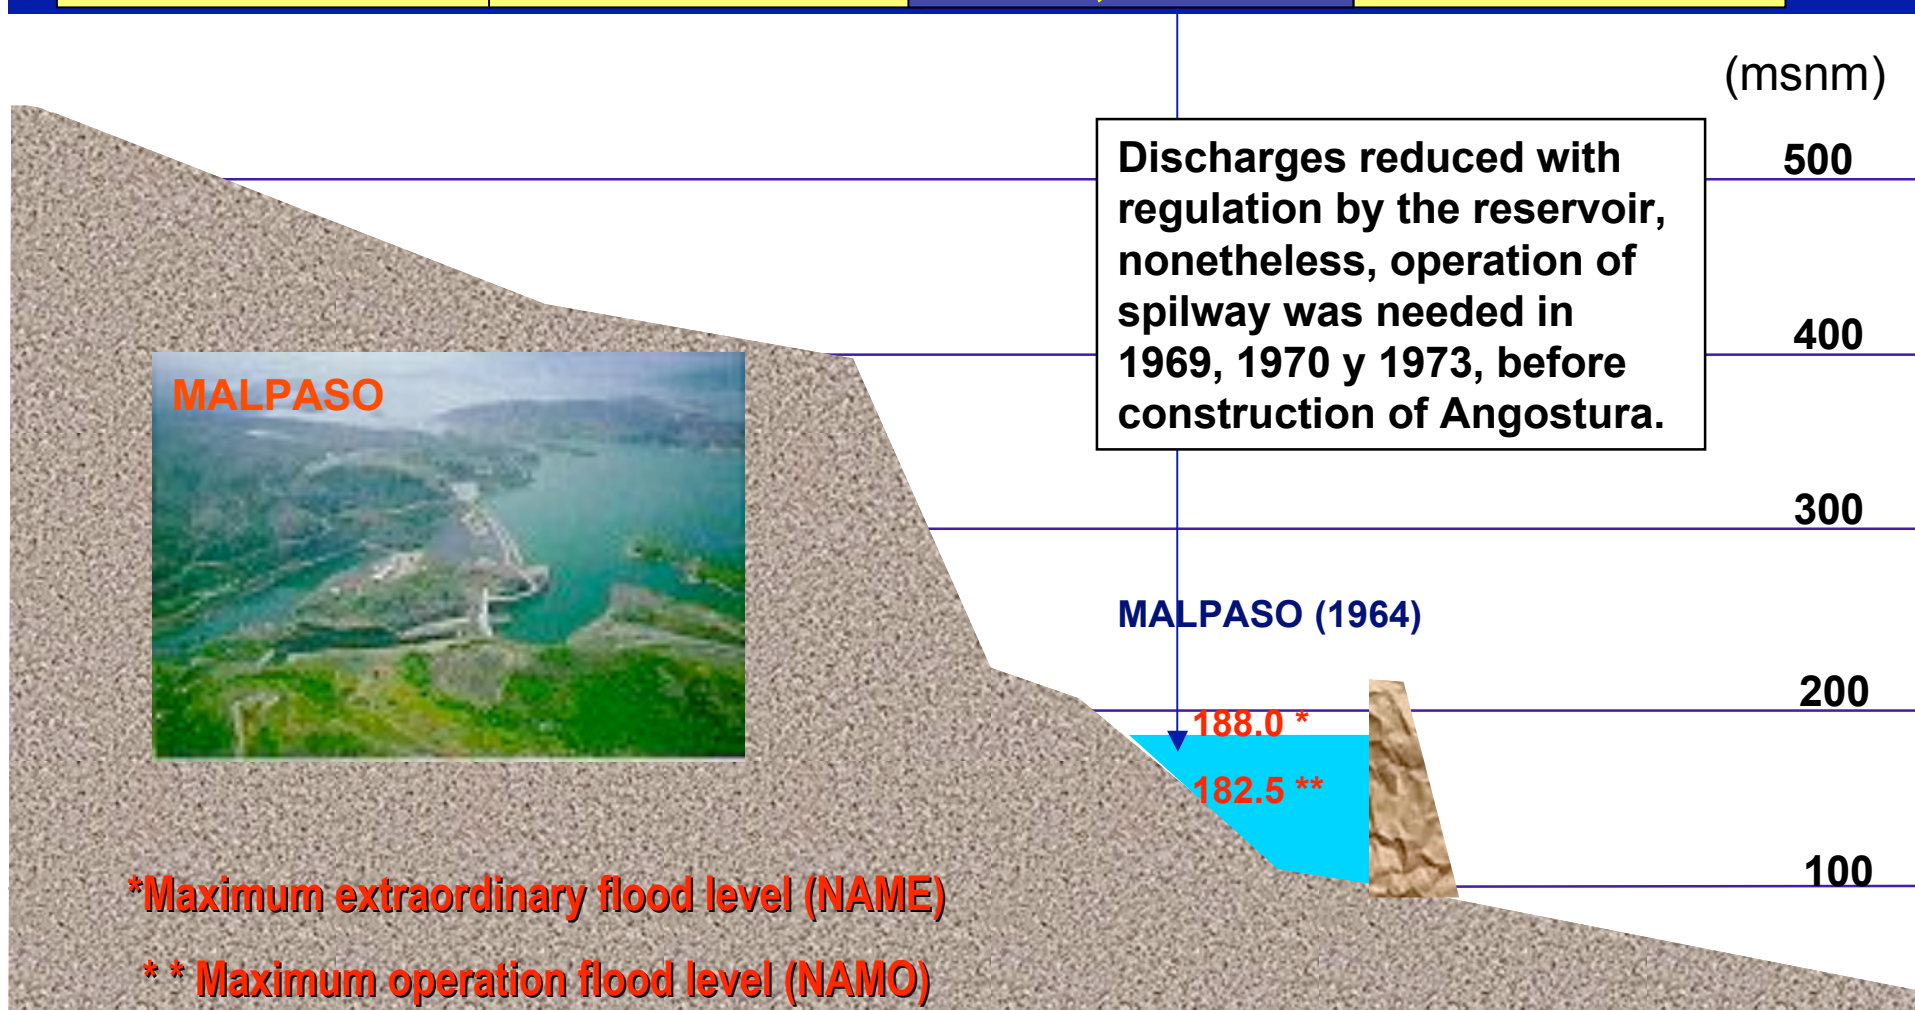 (msnm)
Discharges reduced with
regulation by the reservoir,
nonetheless, operation of
spilway was needed in
1969, 1970 y 1973, before
construction of Angostura.
500
400
MALPASO
300
MALPASO (1964)
200
188.0 *
182.5 **
100
*Maximum extraordinary flood level (NAME)
* * Maximum operation flood level (NAMO)